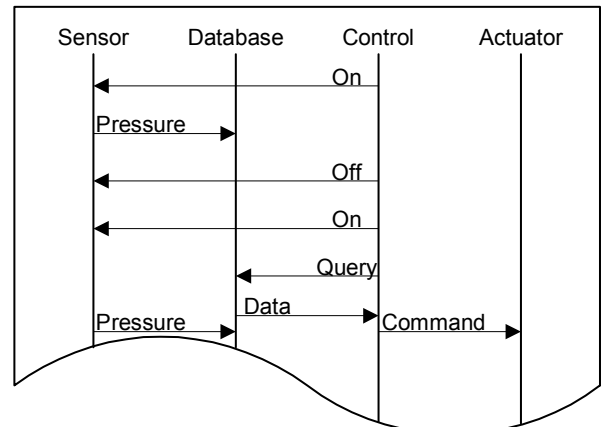 Sensor Database Control Actuator
On
Pressure
Off
On
Query
Data
Pressure Command